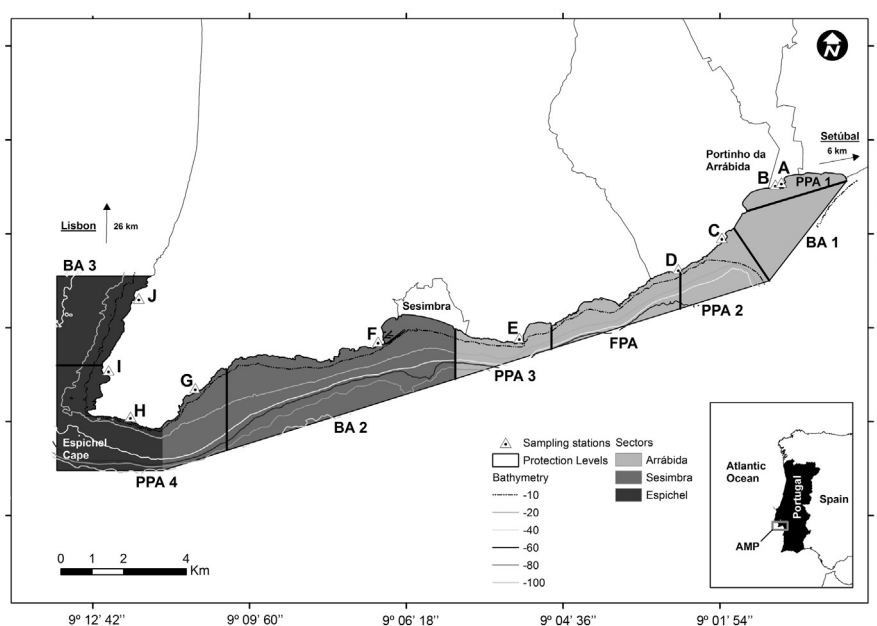 N
Setúbal
6 km
Portinho da
Arrábida
A
B
PPA 1
C
BA 1
Lisbon
26 km
D
BA 3
J
PPA 2
Sesimbra
F
E
FPA
I
PPA 3
G
H
BA 2
Espichel
Cape
PPA 4
Sampling stations
Protection Levels
Bathymetry
-10
-20
-40
-60
-80
-100
Sectors
Arrábida
Sesimbra
Espichel
Atlantic
Ocean
Portugal
Spain
AMP
0 1 2 4
Km
9º 12' 42'' 9º 09' 60'' 9º 06' 18'' 9º 04' 36'' 9º 01' 54''